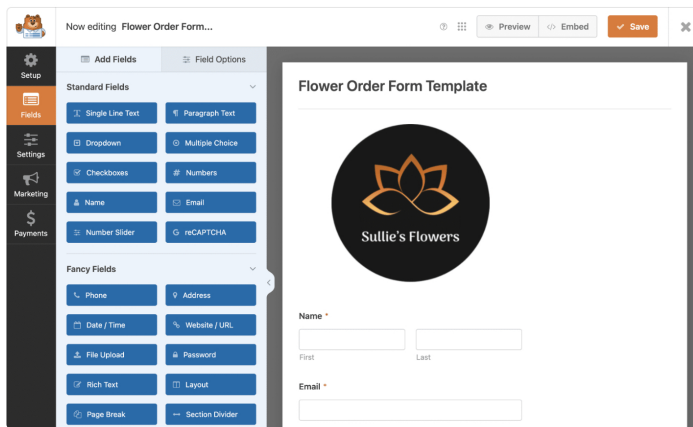 Now editing Flower Order Form...
Preview
Embed
Save
Setup
Fields
Settings
Marketing
Payments
Add Fields
Field Options
Standard Fields
Single Line Text
Paragraph Text
Dropdown
Multiple Choice
Checkboxes
# Numbers
Name
Email
Number Slider
G reCAPTCHA
Fancy Fields
Phone
Address
Date / Time
Website / URL
File Upload
Password
Rich Text
Layout
Page Break
Section Divider
Flower Order Form Template
Sullie's Flowers
Name *
First
Last
Email *